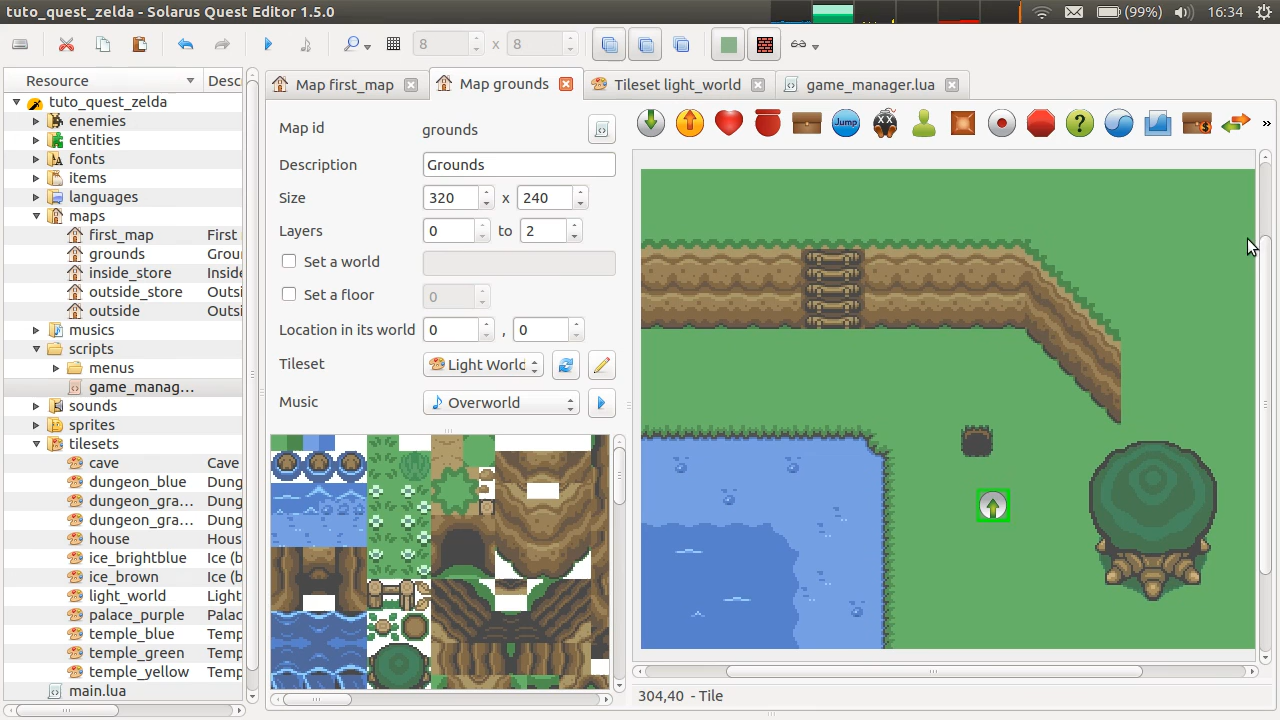 tuto_quest_zelda - Solarus Quest Editor 1.5.0
(99%) 16:34
8 x 8
Resource Desc
tuto_quest_zelda
enemies
entities
fonts
items
languages
maps
first_map First
grounds Groun
inside_store Inside
outside_store Outsi
outside Outsi
musics
scripts
menus
game_manag...
sounds
sprites
tilesets
cave Cave
dungeon_blue Dung
dungeon_gra... Dung
dungeon_gra... Dung
house Hous
ice_brightblue Ice (b
ice_brown Ice (b
light_world Light
palace_purple Palac
temple_blue Temp
temple_green Temp
temple_yellow Temp
main.lua
Map first_map
Map grounds
Tileset light_world
game_manager.lua
Map id grounds
Description Grounds
Size 320 x 240
Layers 0 to 2
Set a world
Set a floor 0
Location in its world 0 , 0
Tileset Light World
Music Overworld
Jump
?
$
»
304,40 - Tile